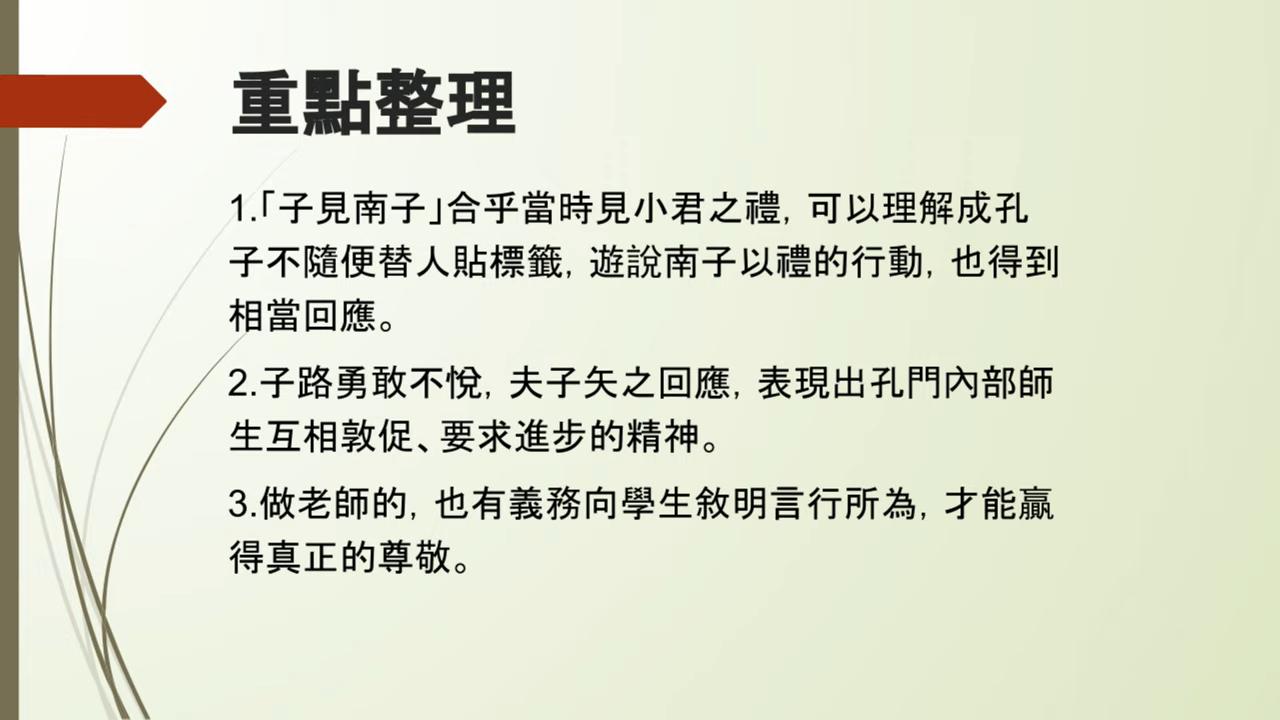 重點整理
1.「子見南子」合乎當時見小君之禮，可以理解成孔
子不隨便替人貼標籤，遊說南子以禮的行動，也得到
相當回應。
2.子路勇敢不悅，夫子矢之回應，表現出孔門內部師
生互相敦促、要求進步的精神。
3.做老師的，也有義務向學生敘明言行所為，才能贏
得真正的尊敬。